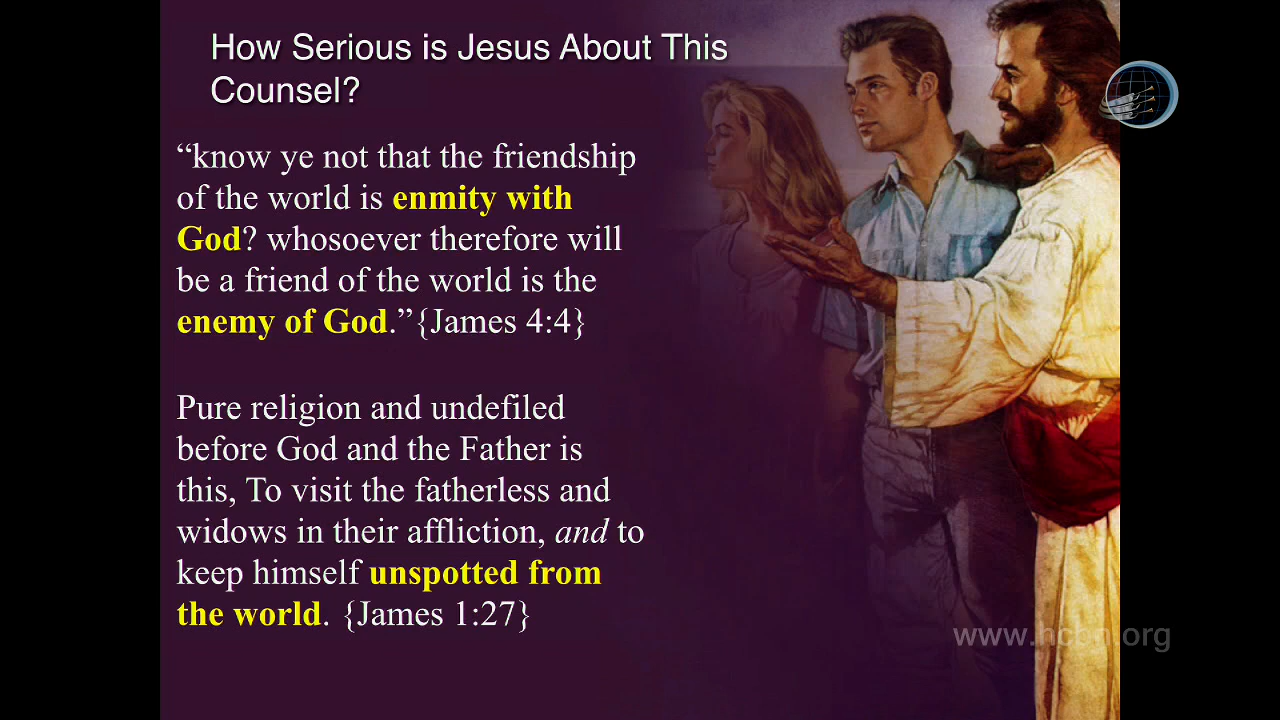 How Serious is Jesus About This
Counsel?
“know ye not that the friendship
of the world is enmity with
God? whosoever therefore will
be a friend of the world is the
enemy of God.”{James 4:4}
Pure religion and undefiled
before God and the Father is
this, To visit the fatherless and
widows in their affliction, and to
keep himself unspotted from
the world. {James 1:27}
www.hcbn.org